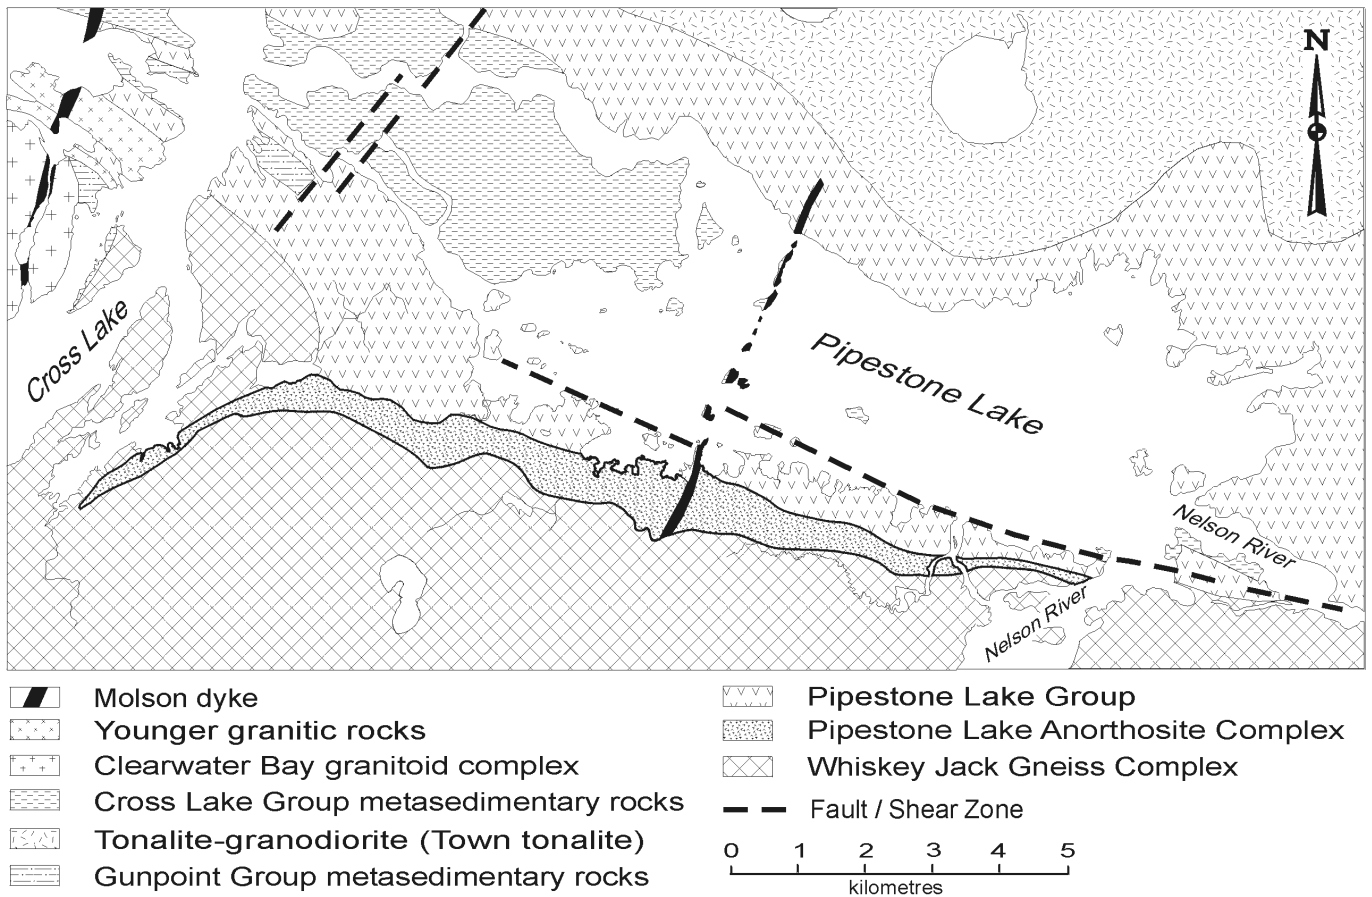 N
Cross Lake
Pipestone Lake
Nelson River
Nelson River
Molson dyke
Younger granitic rocks
Clearwater Bay granitoid complex
Cross Lake Group metasedimentary rocks
Tonalite-granodiorite (Town tonalite)
Gunpoint Group metasedimentary rocks
Pipestone Lake Group
Pipestone Lake Anorthosite Complex
Whiskey Jack Gneiss Complex
Fault / Shear Zone
0 1 2 3 4 5
kilometres